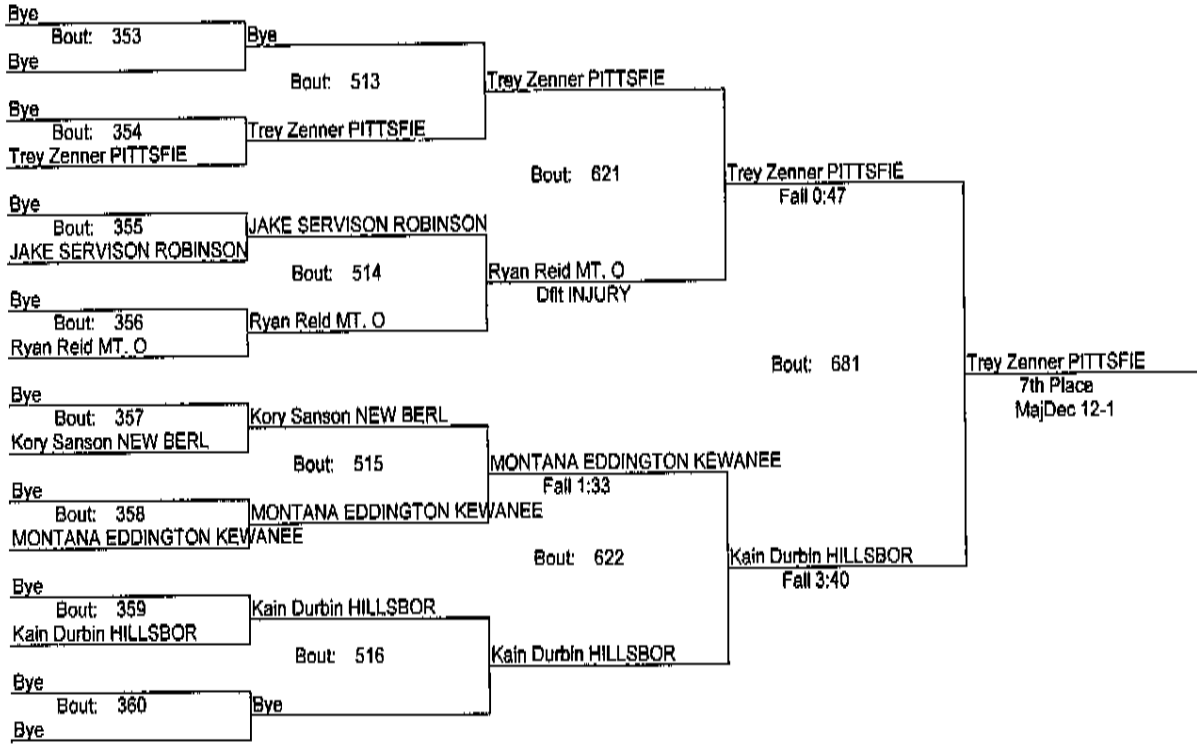 Bye
Bout: 353
Bye
Bye
Bout: 354
Trey Zenner PITTSFIE
Bye
Bout: 355
JAKE SERVISON ROBINSON
Bye
Bout: 356
Ryan Reid MT. O
Bye
Bout: 357
Kory Sanson NEW BERL
Bye
Bout: 358
MONTANA EDDINGTON KEWANEE
Bye
Bout: 359
Kain Durbin HILLSBOR
Bye
Bout: 360
Bye
Bye
Bout: 513
Trey Zenner PITTSFIE
JAKE SERVISON ROBINSON
Bout: 514
Ryan Reid MT. O
Kory Sanson NEW BERL
Bout: 515
MONTANA EDDINGTON KEWANEE
Kain Durbin HILLSBOR
Bout: 516
Bye
Trey Zenner PITTSFIE
Bout: 621
Ryan Reid MT. O
Dflt INJURY
MONTANA EDDINGTON KEWANEE
Fall 1:33
Bout: 622
Kain Durbin HILLSBOR
Trey Zenner PITTSFIE
Fall 0:47
Bout: 681
Kain Durbin HILLSBOR
Fall 3:40
Trey Zenner PITTSFIE
7th Place
MajDec 12-1